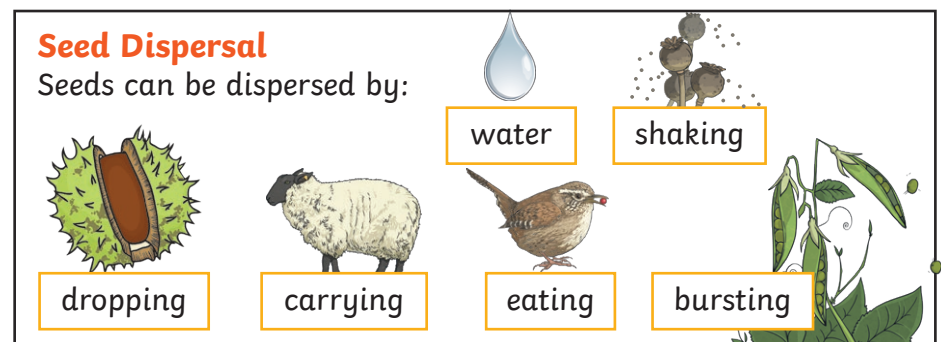 Seed Dispersal
Seeds can be dispersed by:
water
shaking
dropping
carrying
eating
bursting